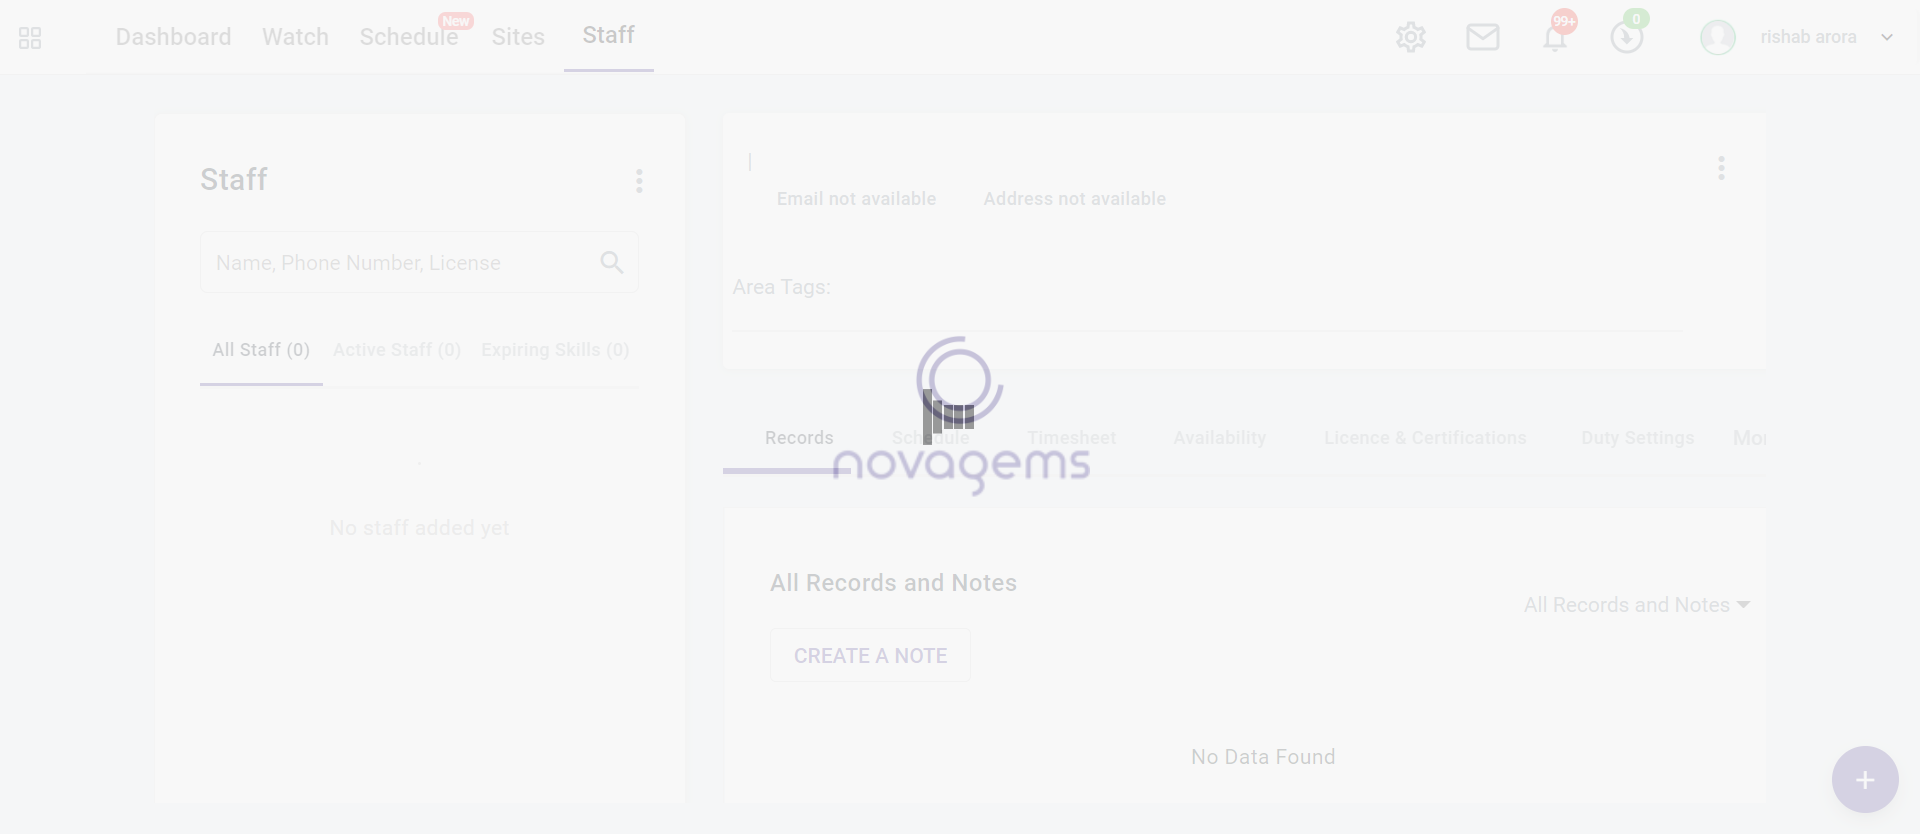 Dashboard Watch Schedule New Sites Staff 99+ 0 rishab arora
Staff
Name, Phone Number, License
All Staff (0) Active Staff (0) Expiring Skills (0)
No staff added yet
|
Email not available Address not available
Area Tags:
novagems
Records Schedule Timesheet Availability Licence & Certifications Duty Settings Mor
All Records and Notes
All Records and Notes
CREATE A NOTE
No Data Found